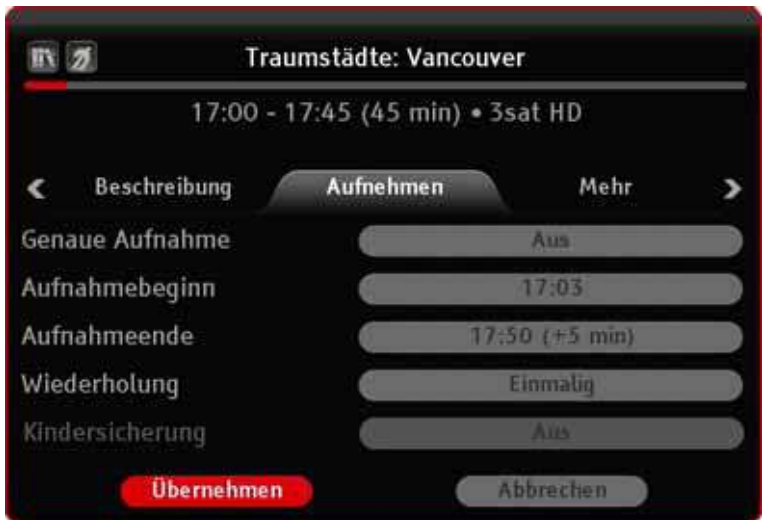 Traumstädte: Vancouver
17:00 - 17:45 (45 min) • 3sat HD
Beschreibung Aufnehmen Mehr
Genaue Aufnahme Aus
Aufnahmebeginn 17:03
Aufnahmeende 17:50 (+5 min)
Wiederholung Einmalig
Kindersicherung Aus
Übernehmen Abbrechen